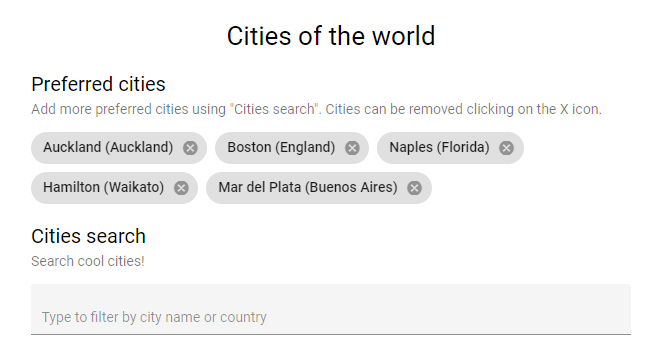 Cities of the world
Preferred cities
Add more preferred cities using "Cities search". Cities can be removed clicking on the X icon.
Auckland (Auckland) Boston (England) Naples (Florida)
Hamilton (Waikato) Mar del Plata (Buenos Aires)
Cities search
Search cool cities!
Type to filter by city name or country